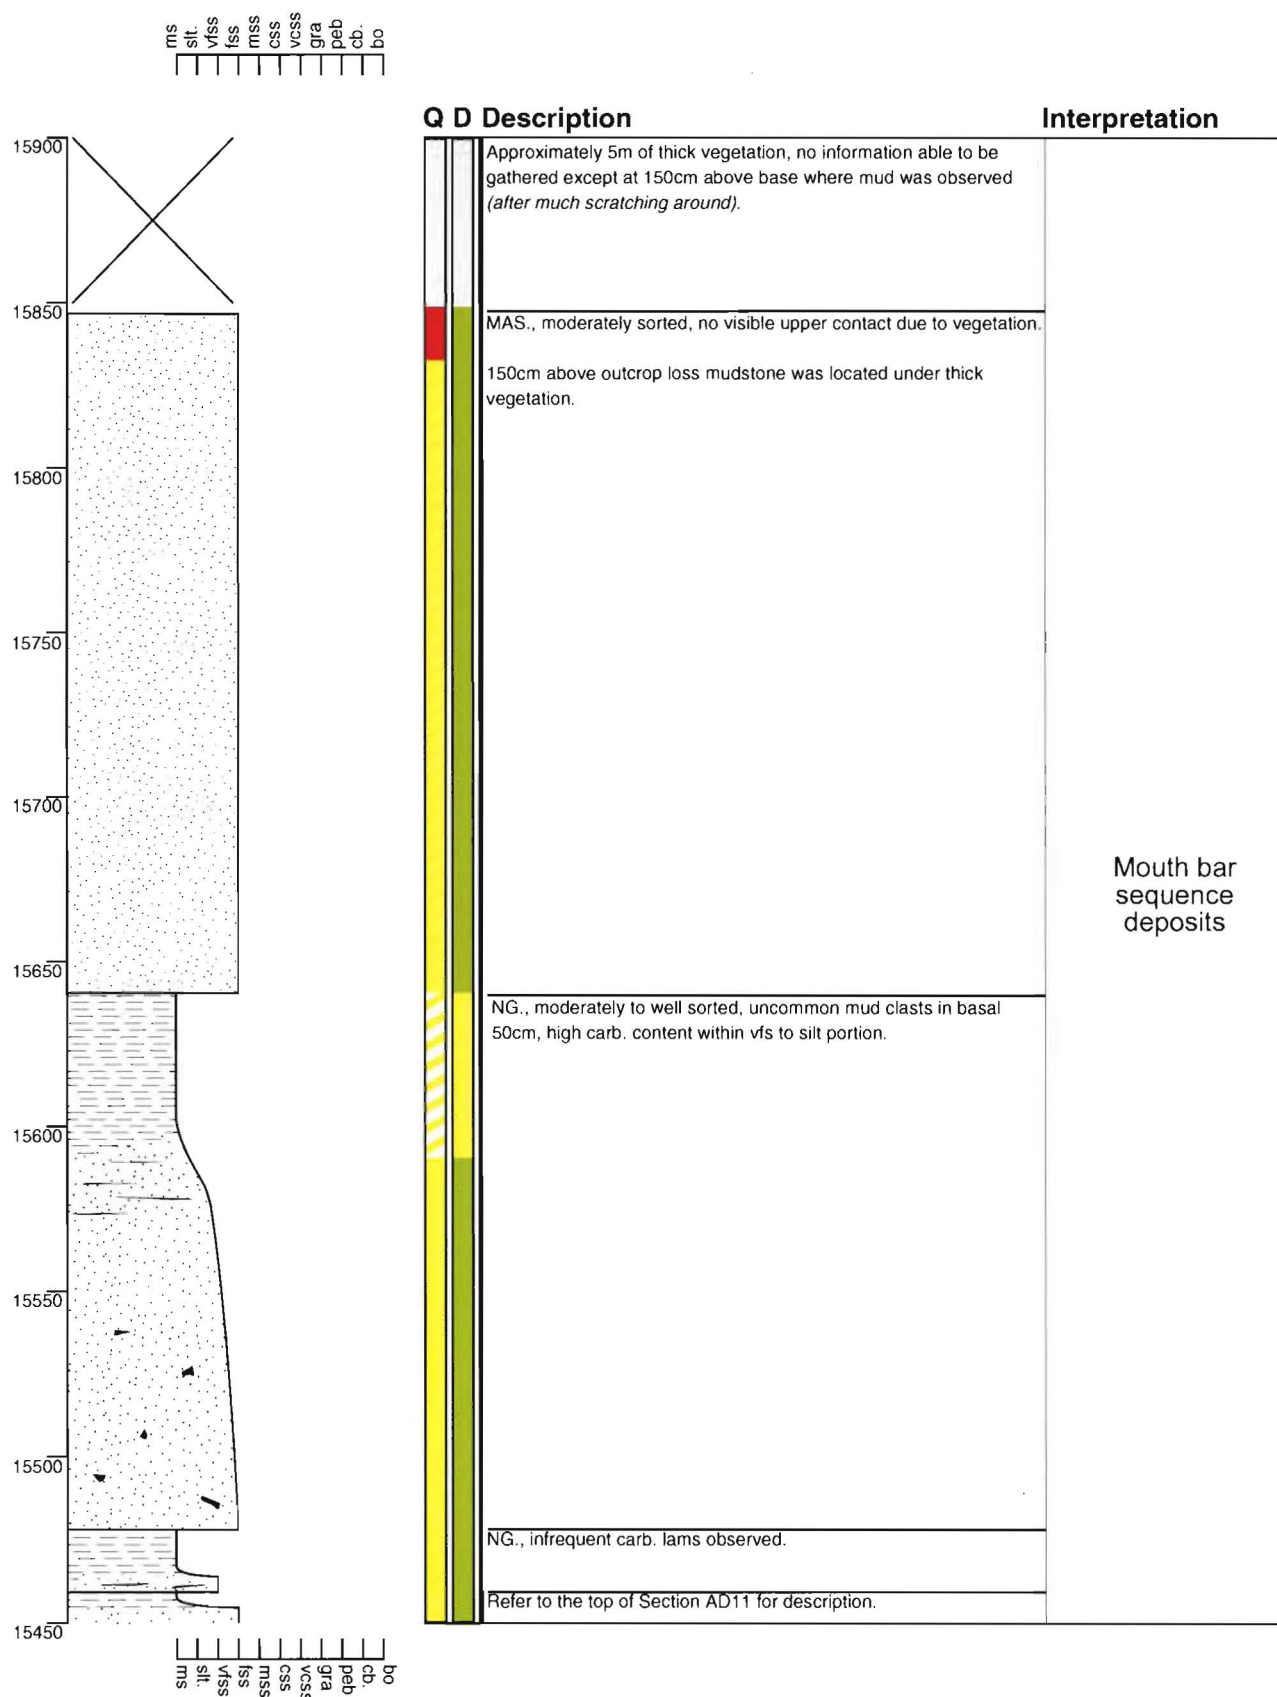 ms
slt.
vfss
fss
mss
css
vcss
gra
peb
cb.
bo
Q D Description Interpretation
15900
Approximately 5m of thick vegetation, no information able to be
gathered except at 150cm above base where mud was observed
(after much scratching around).
15850
MAS., moderately sorted, no visible upper contact due to vegetation.
150cm above outcrop loss mudstone was located under thick
vegetation.
15800
15750
15700
Mouth bar
sequence
deposits
15650
NG., moderately to well sorted, uncommon mud clasts in basal
50cm, high carb. content within vfs to silt portion.
15600
15550
15500
NG., infrequent carb. lams observed.
Refer to the top of Section AD11 for description.
15450
ms
slt.
vfss
fss
mss
css
vcss
gra
peb
cb.
bo